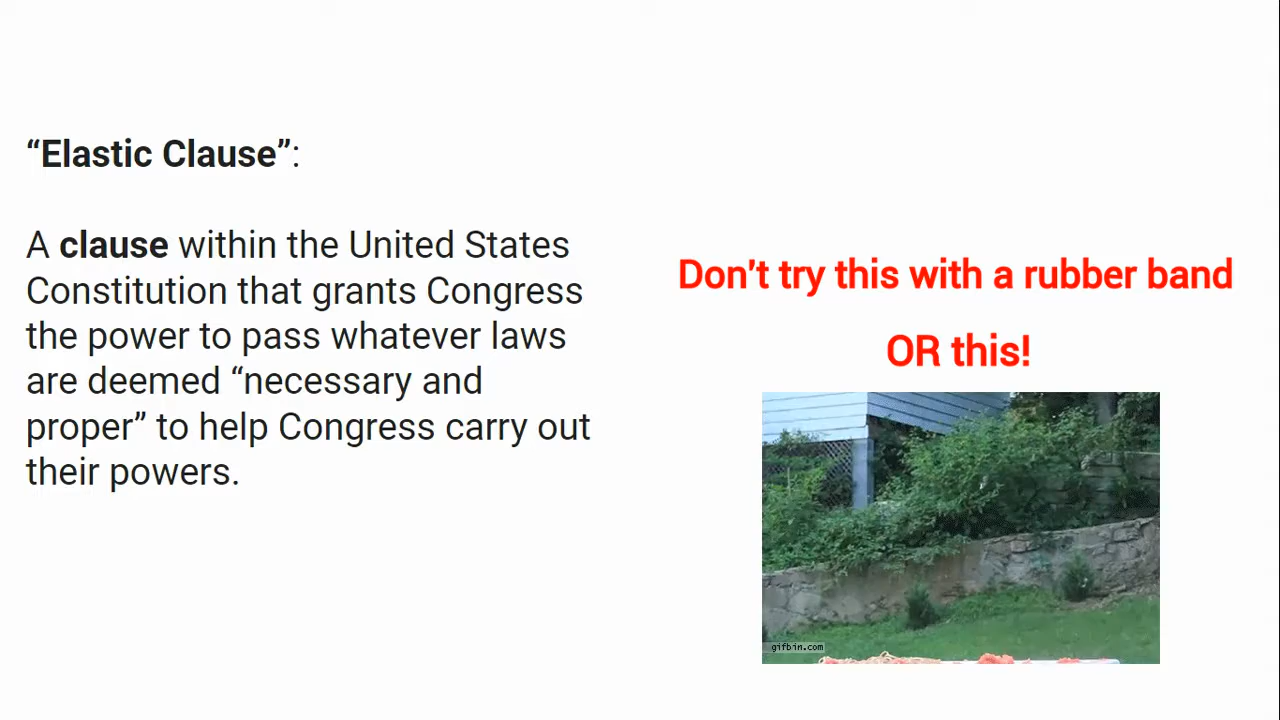 “Elastic Clause”:
A clause within the United States
Constitution that grants Congress
the power to pass whatever laws
are deemed “necessary and
proper” to help Congress carry out
their powers.
Don't try this with a rubber band
OR this!
gifbin.com